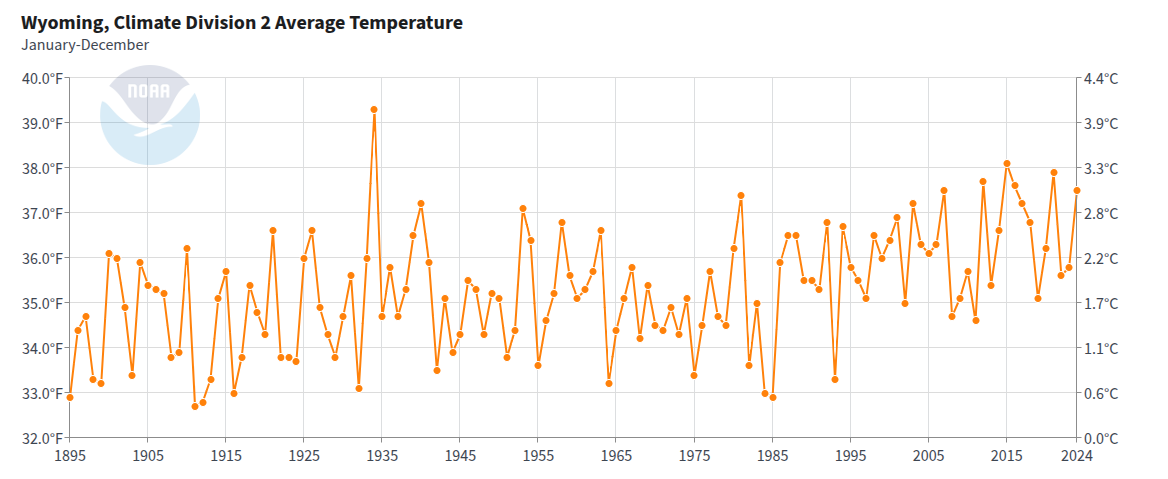 Wyoming, Climate Division 2 Average Temperature
January-December
NOAA
40.0°F 4.4°C
39.0°F 3.9°C
38.0°F 3.3°C
37.0°F 2.8°C
36.0°F 2.2°C
35.0°F 1.7°C
34.0°F 1.1°C
33.0°F 0.6°C
32.0°F 0.0°C
1895 1905 1915 1925 1935 1945 1955 1965 1975 1985 1995 2005 2015 2024